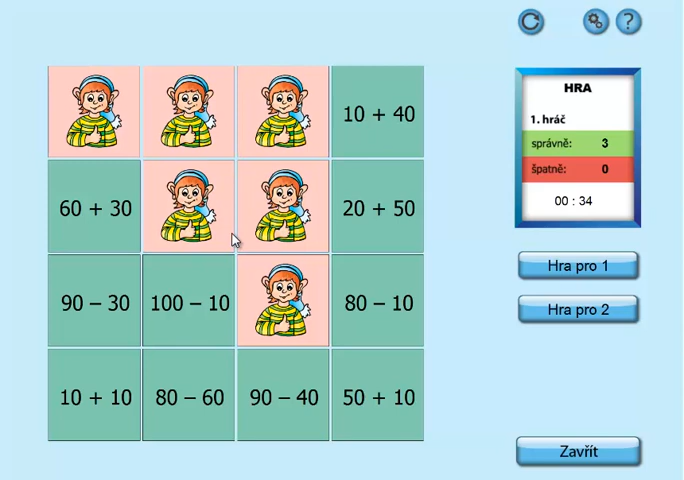 ?
HRA
1. hráč
správně: 3
špatně: 0
00 : 34
10 + 40
60 + 30
20 + 50
Hra pro 1
90 – 30
100 – 10
80 – 10
Hra pro 2
10 + 10
80 – 60
90 – 40
50 + 10
Zavřít